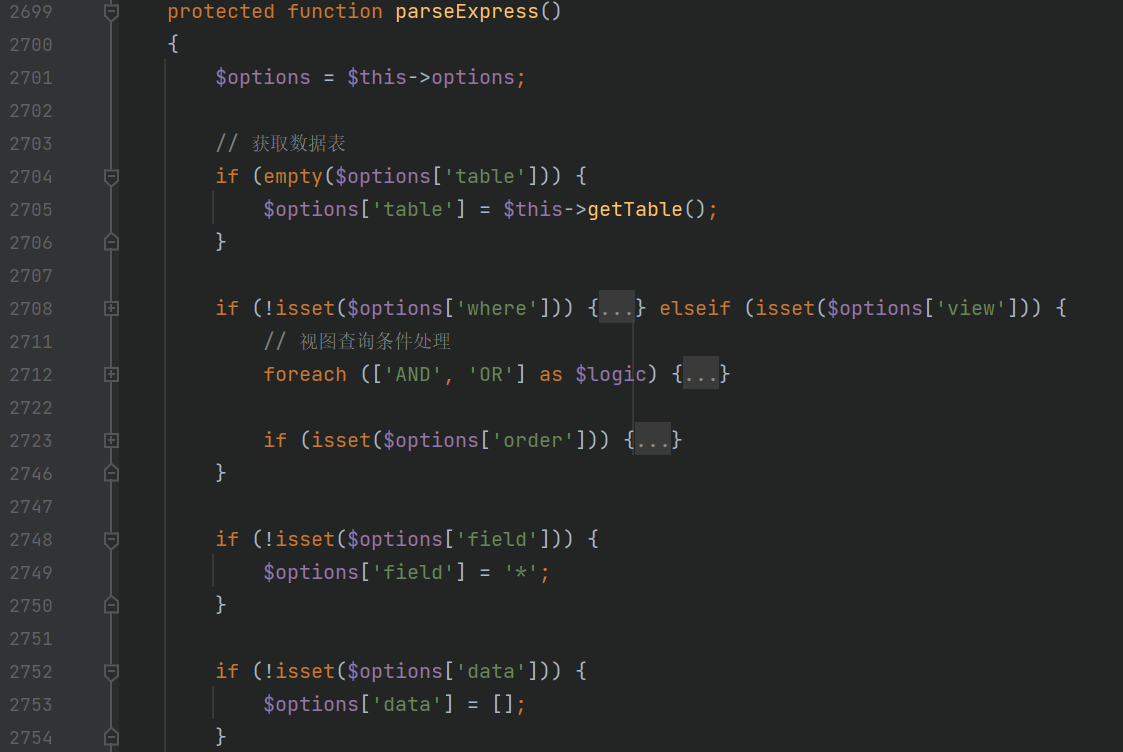 2699 protected function parseExpress()
2700 {
2701 $options = $this->options;
2702
2703 // 获取数据表
2704 if (empty($options['table'])) {
2705 $options['table'] = $this->getTable();
2706 }
2707
2708 if (!isset($options['where'])) {...} elseif (isset($options['view'])) {
2711 // 视图查询条件处理
2712 foreach (['AND', 'OR'] as $logic) {...}
2722
2723 if (isset($options['order'])) {...}
2746 }
2747
2748 if (!isset($options['field'])) {
2749 $options['field'] = '*';
2750 }
2751
2752 if (!isset($options['data'])) {
2753 $options['data'] = [];
2754 }